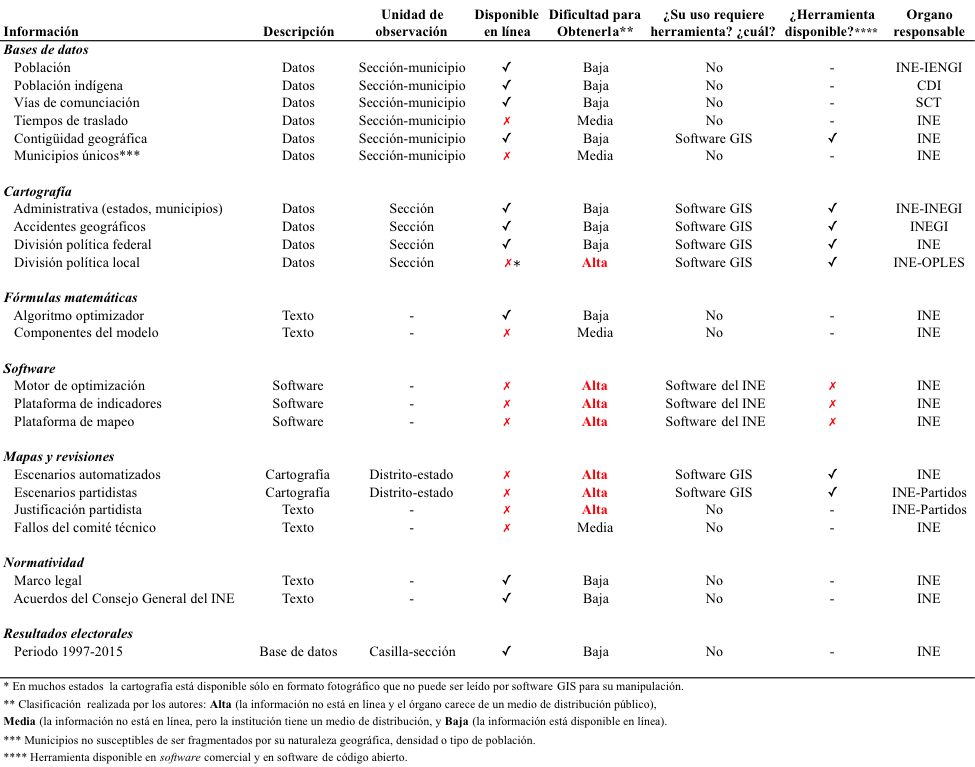 Unidad de Disponible Dificultad para ¿Su uso requiere ¿Herramienta Organo
Información Descripción observación en línea Obtenerla** herramienta? ¿cuál? disponible?**** responsable
Bases de datos
Población Datos Sección-municipio ✓ Baja No - INE-IENGI
Población indígena Datos Sección-municipio ✓ Baja No - CDI
Vías de comunciación Datos Sección-municipio ✓ Baja No - SCT
Tiempos de traslado Datos Sección-municipio ✗ Media No - INE
Contigüidad geográfica Datos Sección-municipio ✓ Baja Software GIS ✓ INE
Municipios únicos*** Datos Sección-municipio ✗ Media No - INE
Cartografía
Administrativa (estados, municipios) Datos Sección ✓ Baja Software GIS ✓ INE-INEGI
Accidentes geográficos Datos Sección ✓ Baja Software GIS ✓ INEGI
División política federal Datos Sección ✓ Baja Software GIS ✓ INE
División política local Datos Sección ✗* Alta Software GIS ✓ INE-OPLES
Fórmulas matemáticas
Algoritmo optimizador Texto - ✓ Baja No - INE
Componentes del modelo Texto - ✗ Media No - INE
Software
Motor de optimización Software - ✗ Alta Software del INE ✗ INE
Plataforma de indicadores Software - ✗ Alta Software del INE ✗ INE
Plataforma de mapeo Software - ✗ Alta Software del INE ✗ INE
Mapas y revisiones
Escenarios automatizados Cartografía Distrito-estado ✗ Alta Software GIS ✓ INE
Escenarios partidistas Cartografía Distrito-estado ✗ Alta Software GIS ✓ INE-Partidos
Justificación partidista Texto - ✗ Alta No - INE-Partidos
Fallos del comité técnico Texto - ✗ Media No - INE
Normatividad
Marco legal Texto - ✓ Baja No - INE
Acuerdos del Consejo General del INE Texto - ✓ Baja No - INE
Resultados electorales
Periodo 1997-2015 Base de datos Casilla-sección ✓ Baja No - INE
* En muchos estados la cartografía está disponible sólo en formato fotográfico que no puede ser leído por software GIS para su manipulación.
** Clasificación realizada por los autores: Alta (la información no está en línea y el órgano carece de un medio de distribución público),
Media (la información no está en línea, pero la institución tiene un medio de distribución, y Baja (la información está disponible en línea).
*** Municipios no susceptibles de ser fragmentados por su naturaleza geográfica, densidad o tipo de población.
**** Herramienta disponible en software comercial y en software de código abierto.